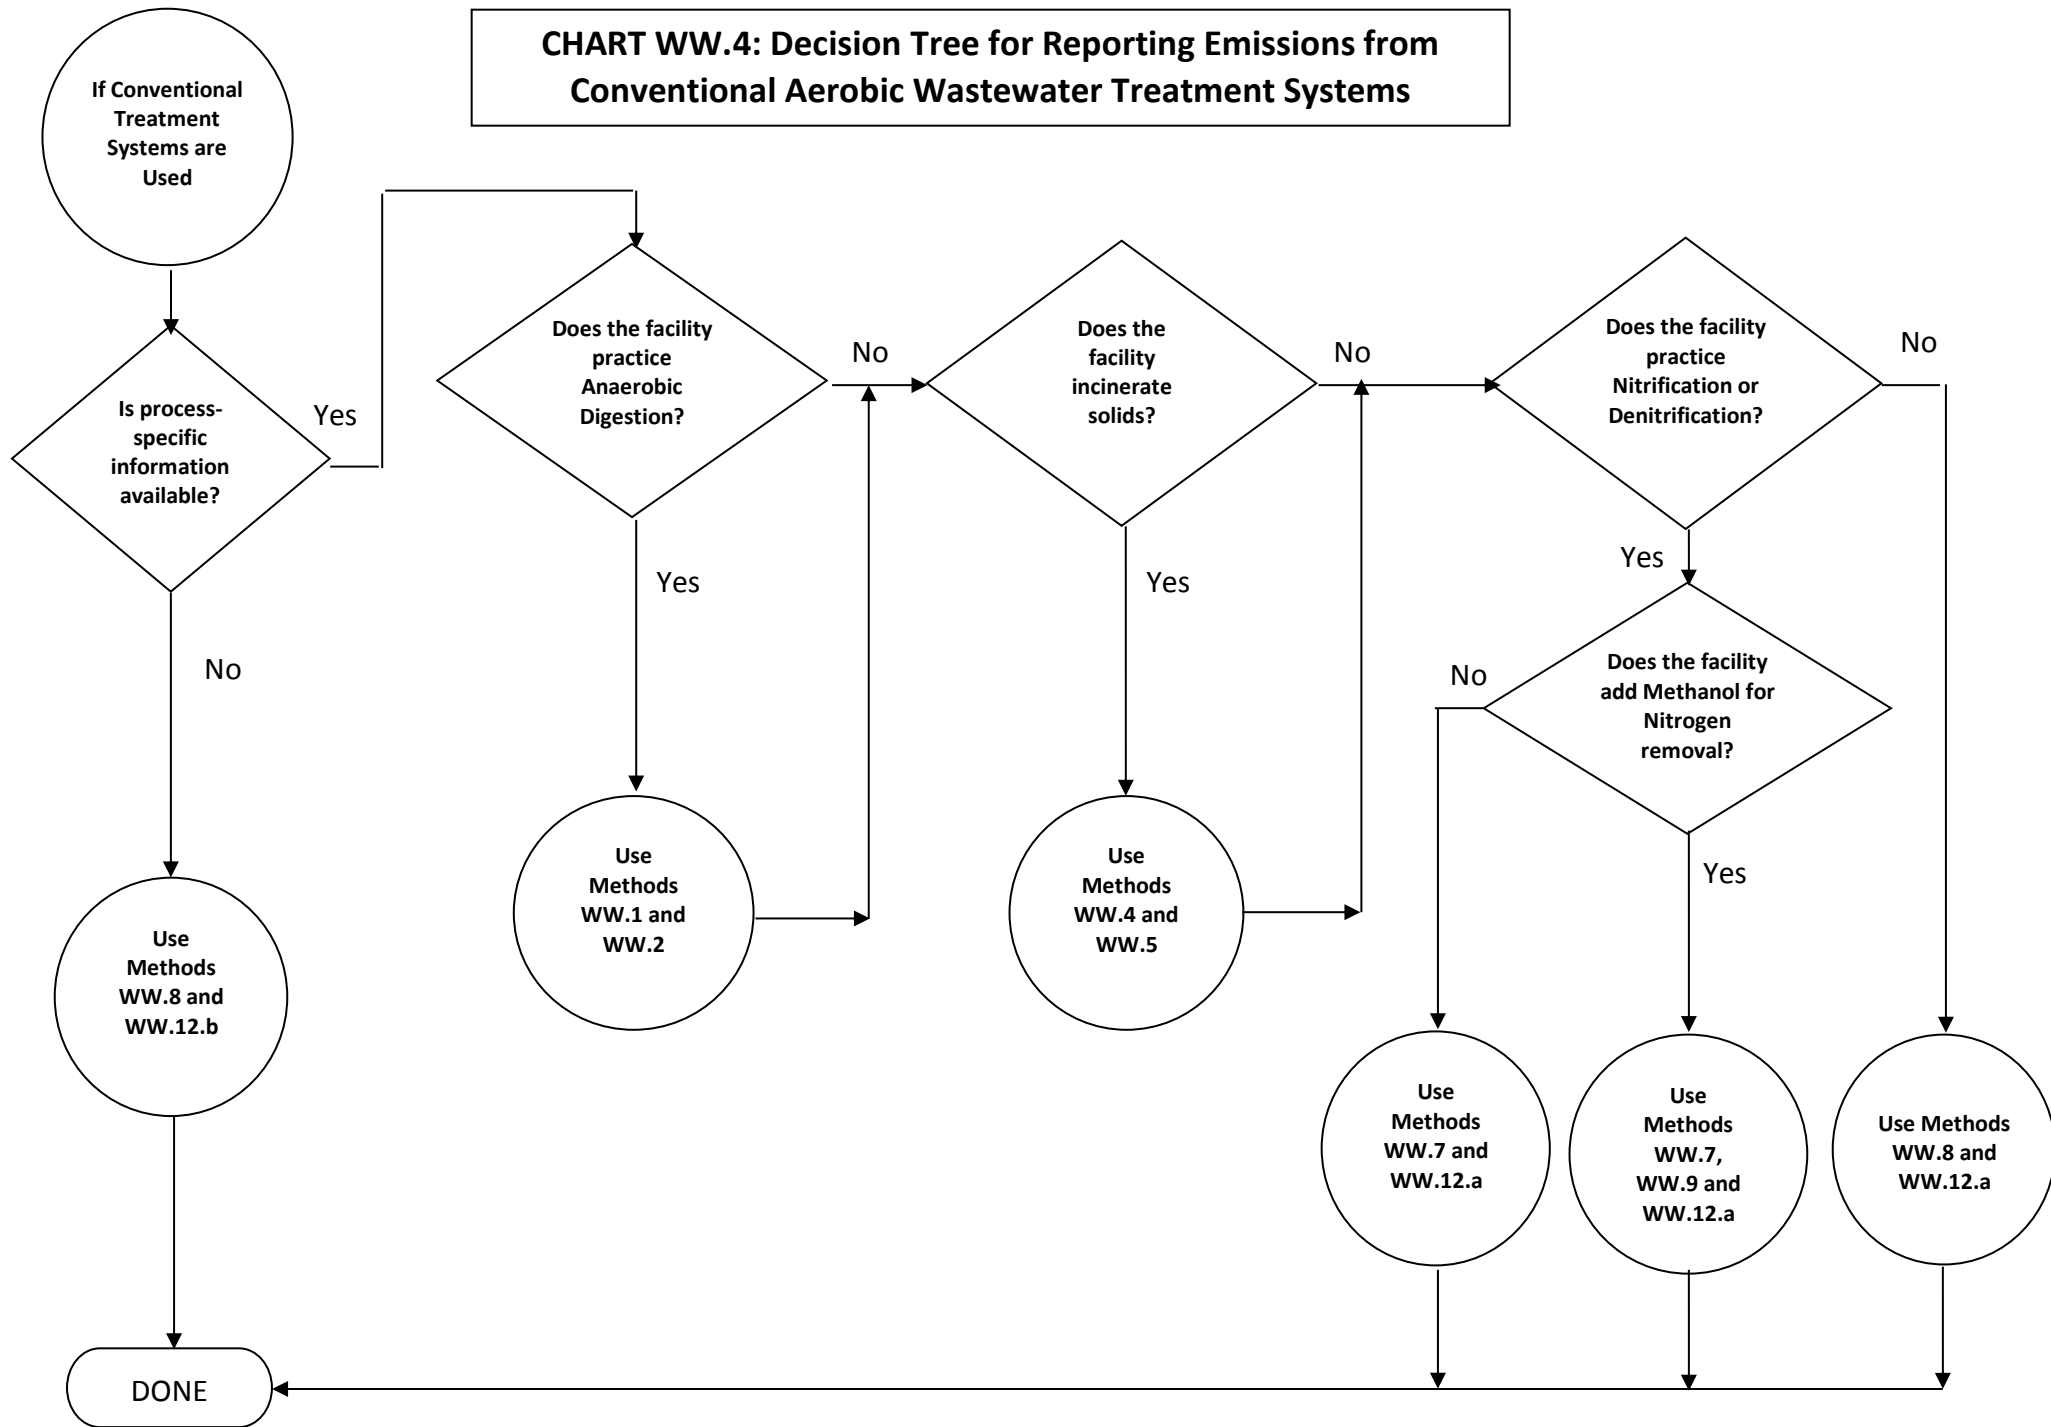 CHART WW.4: Decision Tree for Reporting Emissions from
Conventional Aerobic Wastewater Treatment Systems
If Conventional
Treatment
Systems are
Used
Is process-
specific
information
available?
Yes
No
Use
Methods
WW.8 and
WW.12.b
DONE
Does the facility
practice
Anaerobic
Digestion?
No
Yes
Use
Methods
WW.1 and
WW.2
Does the
facility
incinerate
solids?
No
Yes
Use
Methods
WW.4 and
WW.5
Does the facility
practice
Nitrification or
Denitrification?
No
Yes
Does the facility
add Methanol for
Nitrogen
removal?
No
Yes
Use
Methods
WW.7 and
WW.12.a
Use
Methods
WW.7,
WW.9 and
WW.12.a
Use Methods
WW.8 and
WW.12.a